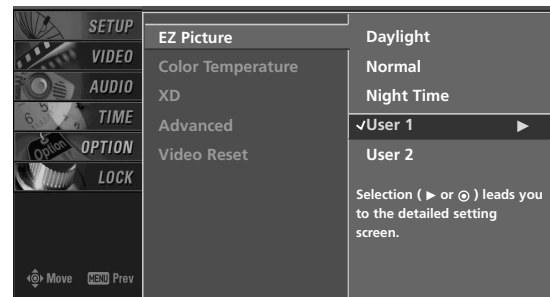 SETUP
VIDEO
AUDIO
TIME
OPTION
LOCK
Move MENU Prev
EZ Picture
Color Temperature
XD
Advanced
Video Reset
Daylight
Normal
Night Time
✓User 1 ▶
User 2
Selection ( ▶ or ⊙ ) leads you
to the detailed setting
screen.